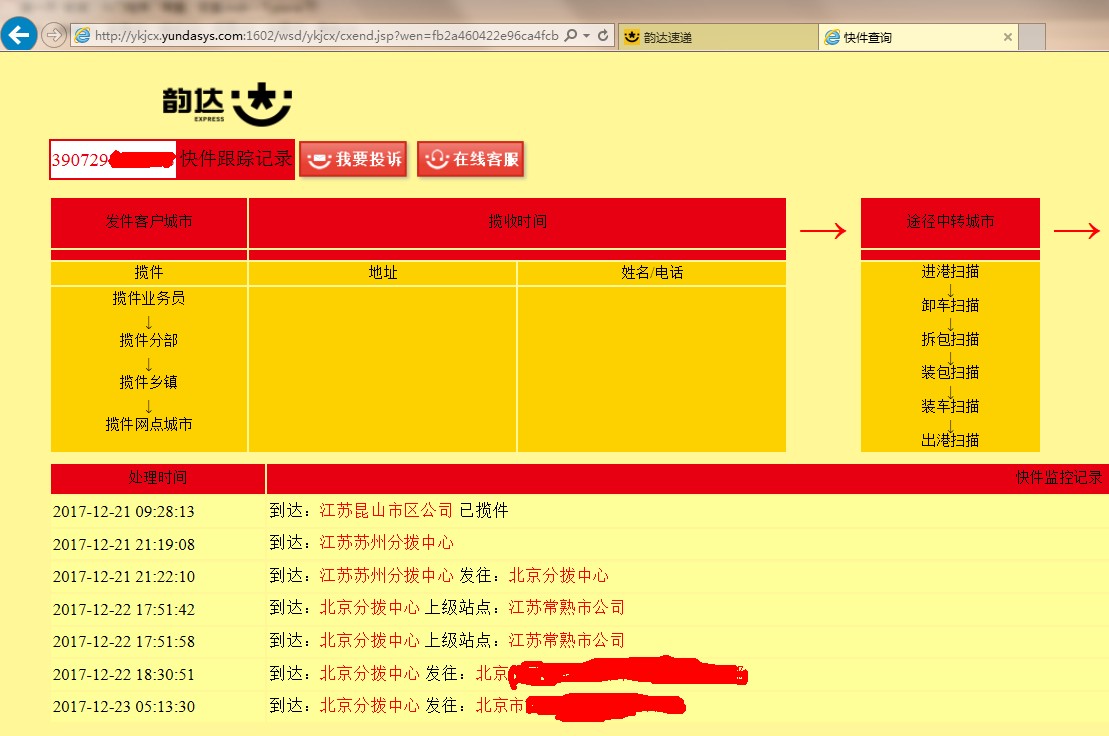 http://ykjcx.yundasys.com:1602/wsd/ykjcx/cxend.jsp?wen=fb2a460422e96ca4fcb
韵达速递
快件查询
韵达
EXPRESS
390729 快件跟踪记录
我要投诉
在线客服
发件客户城市 揽收时间 → 途径中转城市 →
揽件 地址 姓名/电话
揽件业务员
↓
揽件分部
↓
揽件乡镇
↓
揽件网点城市
进港扫描
↓
卸车扫描
↓
拆包扫描
↓
装包扫描
↓
装车扫描
↓
出港扫描
处理时间 快件监控记录
2017-12-21 09:28:13 到达：江苏昆山市区公司 已揽件
2017-12-21 21:19:08 到达：江苏苏州分拨中心
2017-12-21 21:22:10 到达：江苏苏州分拨中心 发往：北京分拨中心
2017-12-22 17:51:42 到达：北京分拨中心 上级站点：江苏常熟市公司
2017-12-22 17:51:58 到达：北京分拨中心 上级站点：江苏常熟市公司
2017-12-22 18:30:51 到达：北京分拨中心 发往：北京
2017-12-23 05:13:30 到达：北京分拨中心 发往：北京市